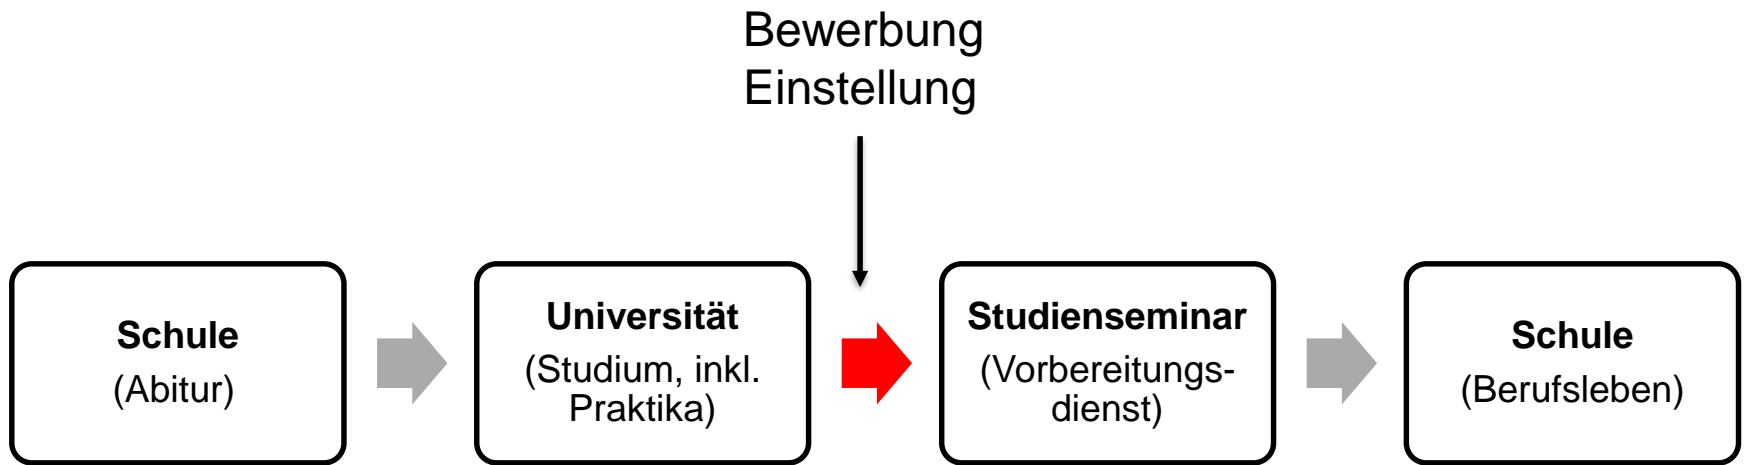 Bewerbung
Einstellung
Schule
(Abitur)
Universität
(Studium, inkl.
Praktika)
Studienseminar
(Vorbereitungs-
dienst)
Schule
(Berufsleben)